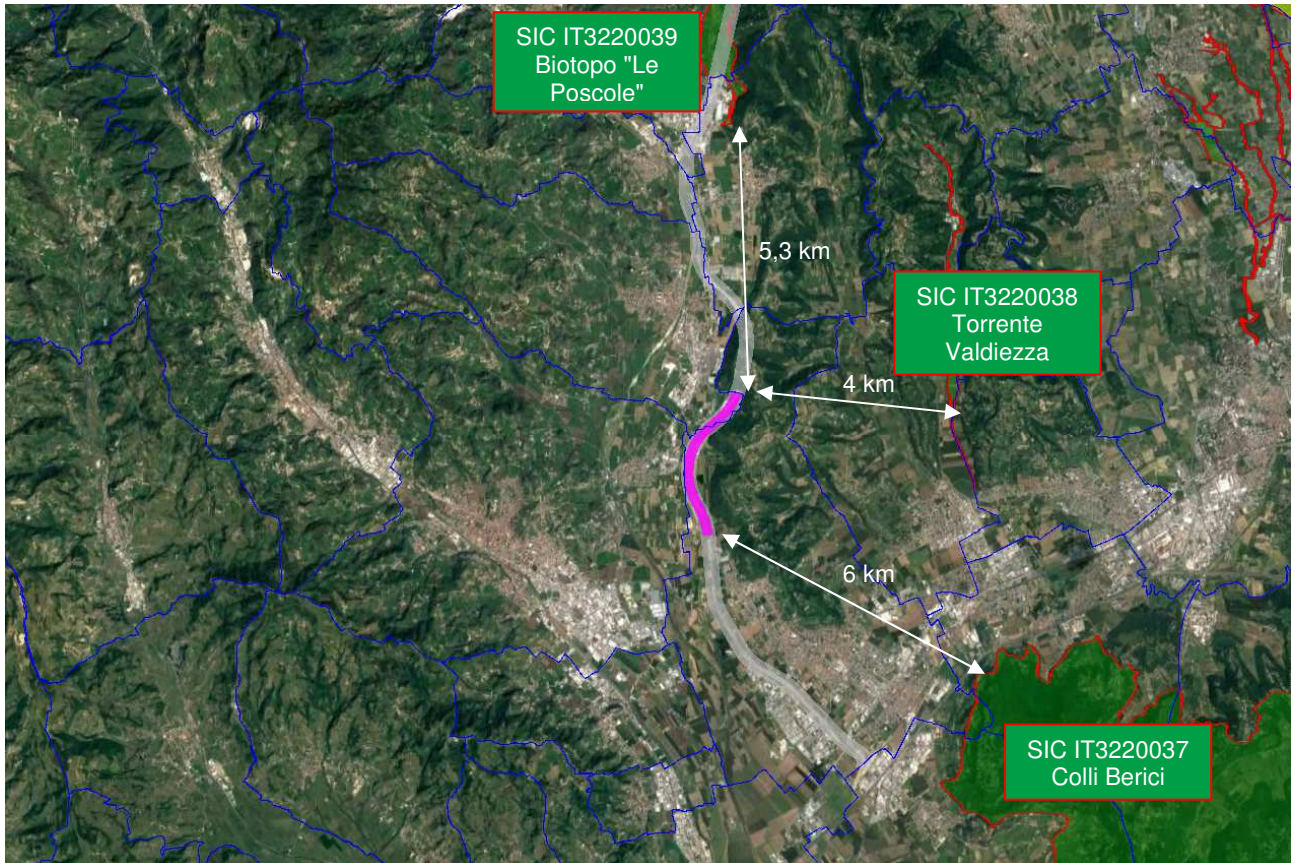 SIC IT3220039
Biotopo "Le
Poscole"
5,3 km
SIC IT3220038
Torrente
Valdiezza
4 km
6 km
SIC IT3220037
Colli Berici